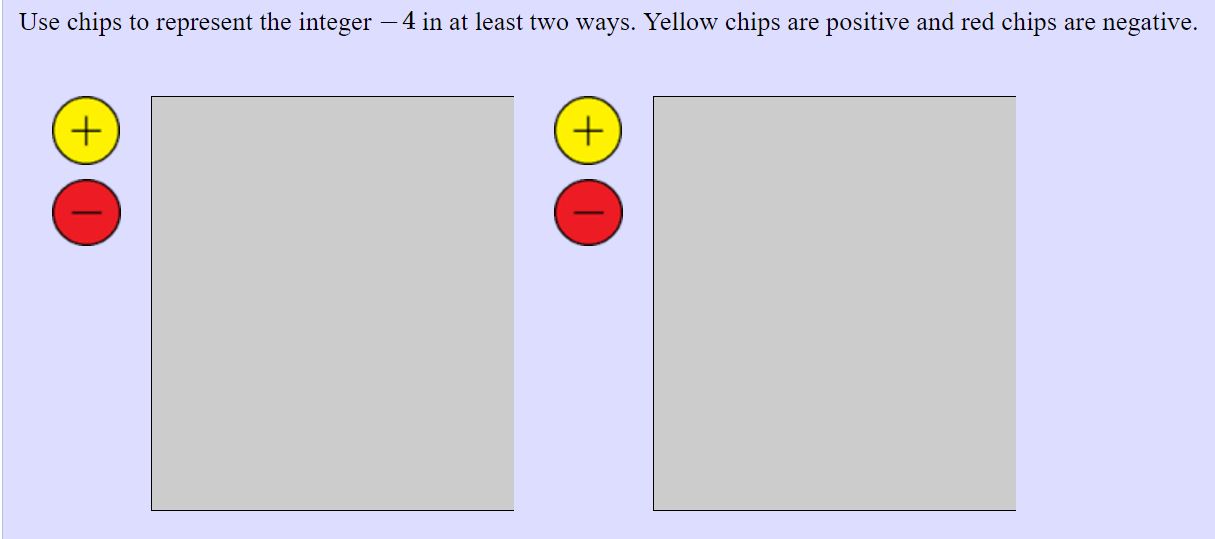 Use chips to represent the integer −4 in at least two ways. Yellow chips are positive and red chips are negative.
+ +
− −